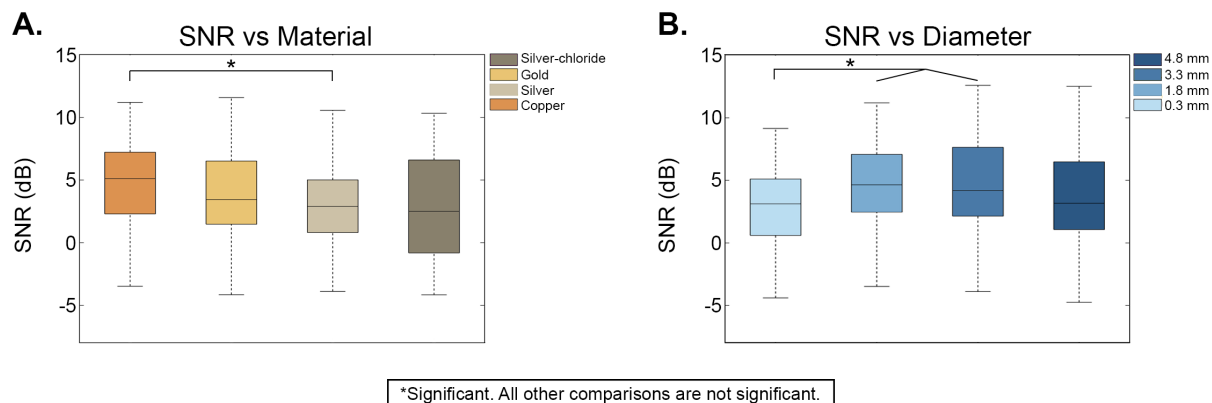 A.
SNR vs Material
15
10
5
0
-5
SNR (dB)
*
Silver-chloride
Gold
Silver
Copper
B.
SNR vs Diameter
15
10
5
0
-5
SNR (dB)
*
4.8 mm
3.3 mm
1.8 mm
0.3 mm
*Significant. All other comparisons are not significant.